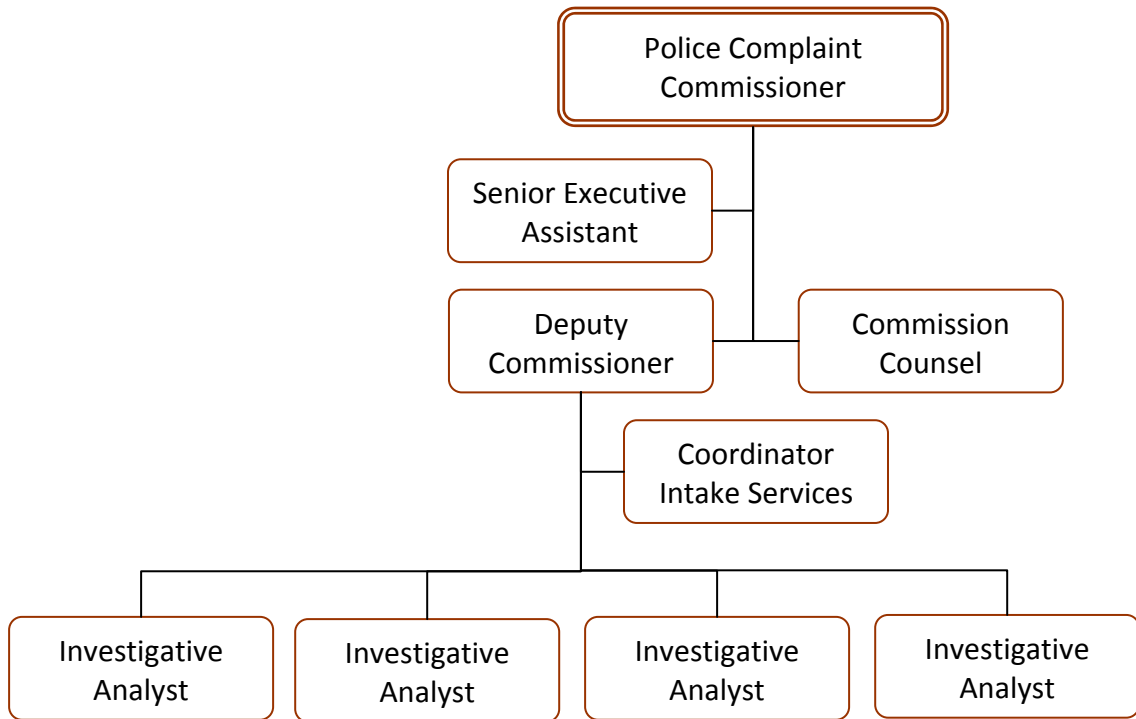 Police Complaint
Commissioner
Senior Executive
Assistant
Deputy
Commissioner
Commission
Counsel
Coordinator
Intake Services
Investigative
Analyst
Investigative
Analyst
Investigative
Analyst
Investigative
Analyst